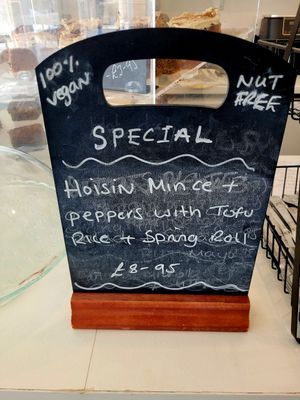 100%
vegan
NUT
FREE
SPECIAL
Hoisin Mince +
peppers with Tofu
Rice + Spring Roll
£8-95